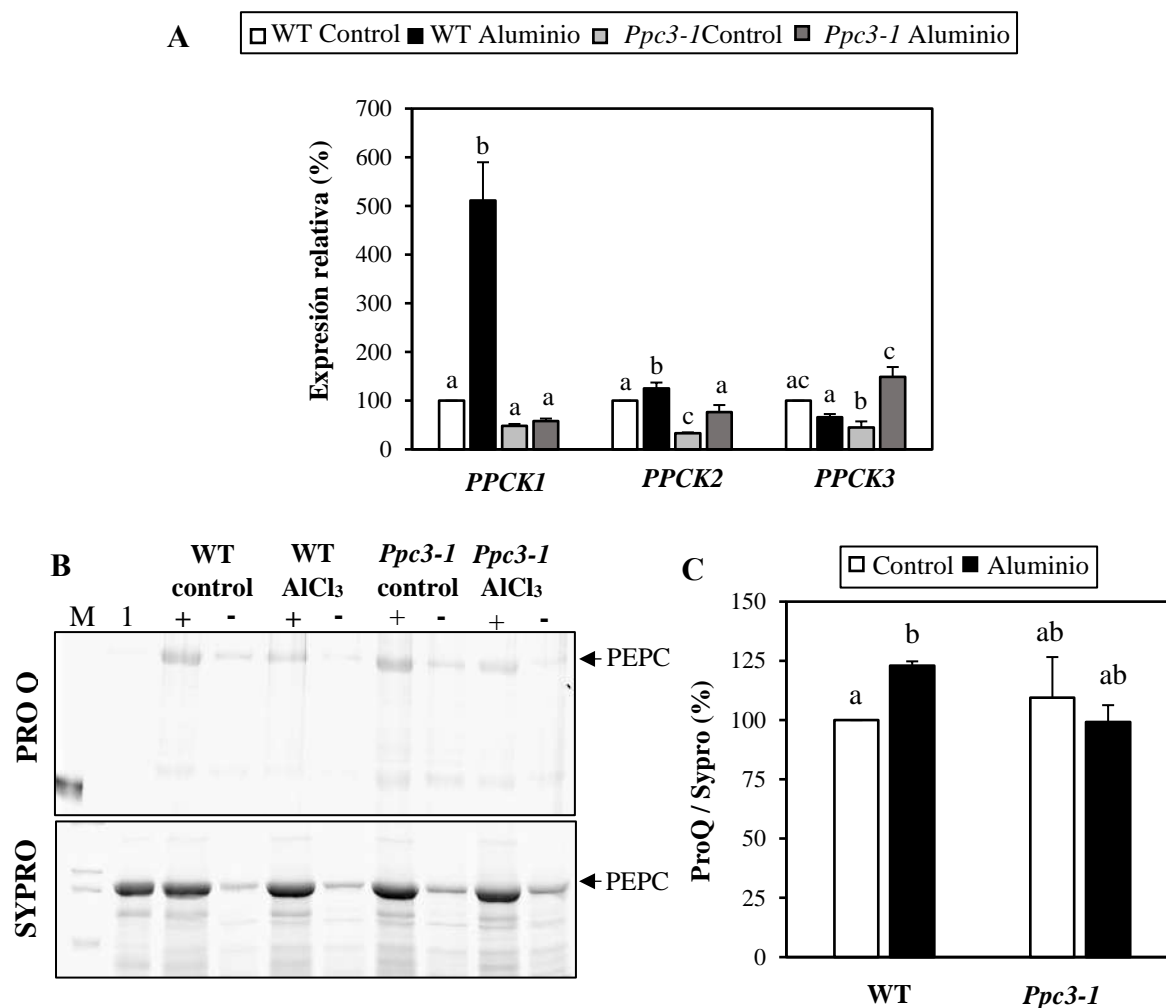 A
WT Control WT Aluminio Ppc3-1Control Ppc3-1 Aluminio
Expresión relativa (%)
700
600
500
400
300
200
100
0
a b a a
a b c a
ac a b c
PPCK1 PPCK2 PPCK3
B
WT control
WT AlCl₃
Ppc3-1 control
Ppc3-1 AlCl₃
M 1 + - + - + - + -
PRO Q
PEPC
SYPRO
PEPC
C
Control Aluminio
ProQ / Sypro (%)
150
125
100
75
50
25
0
a b ab ab
WT Ppc3-1